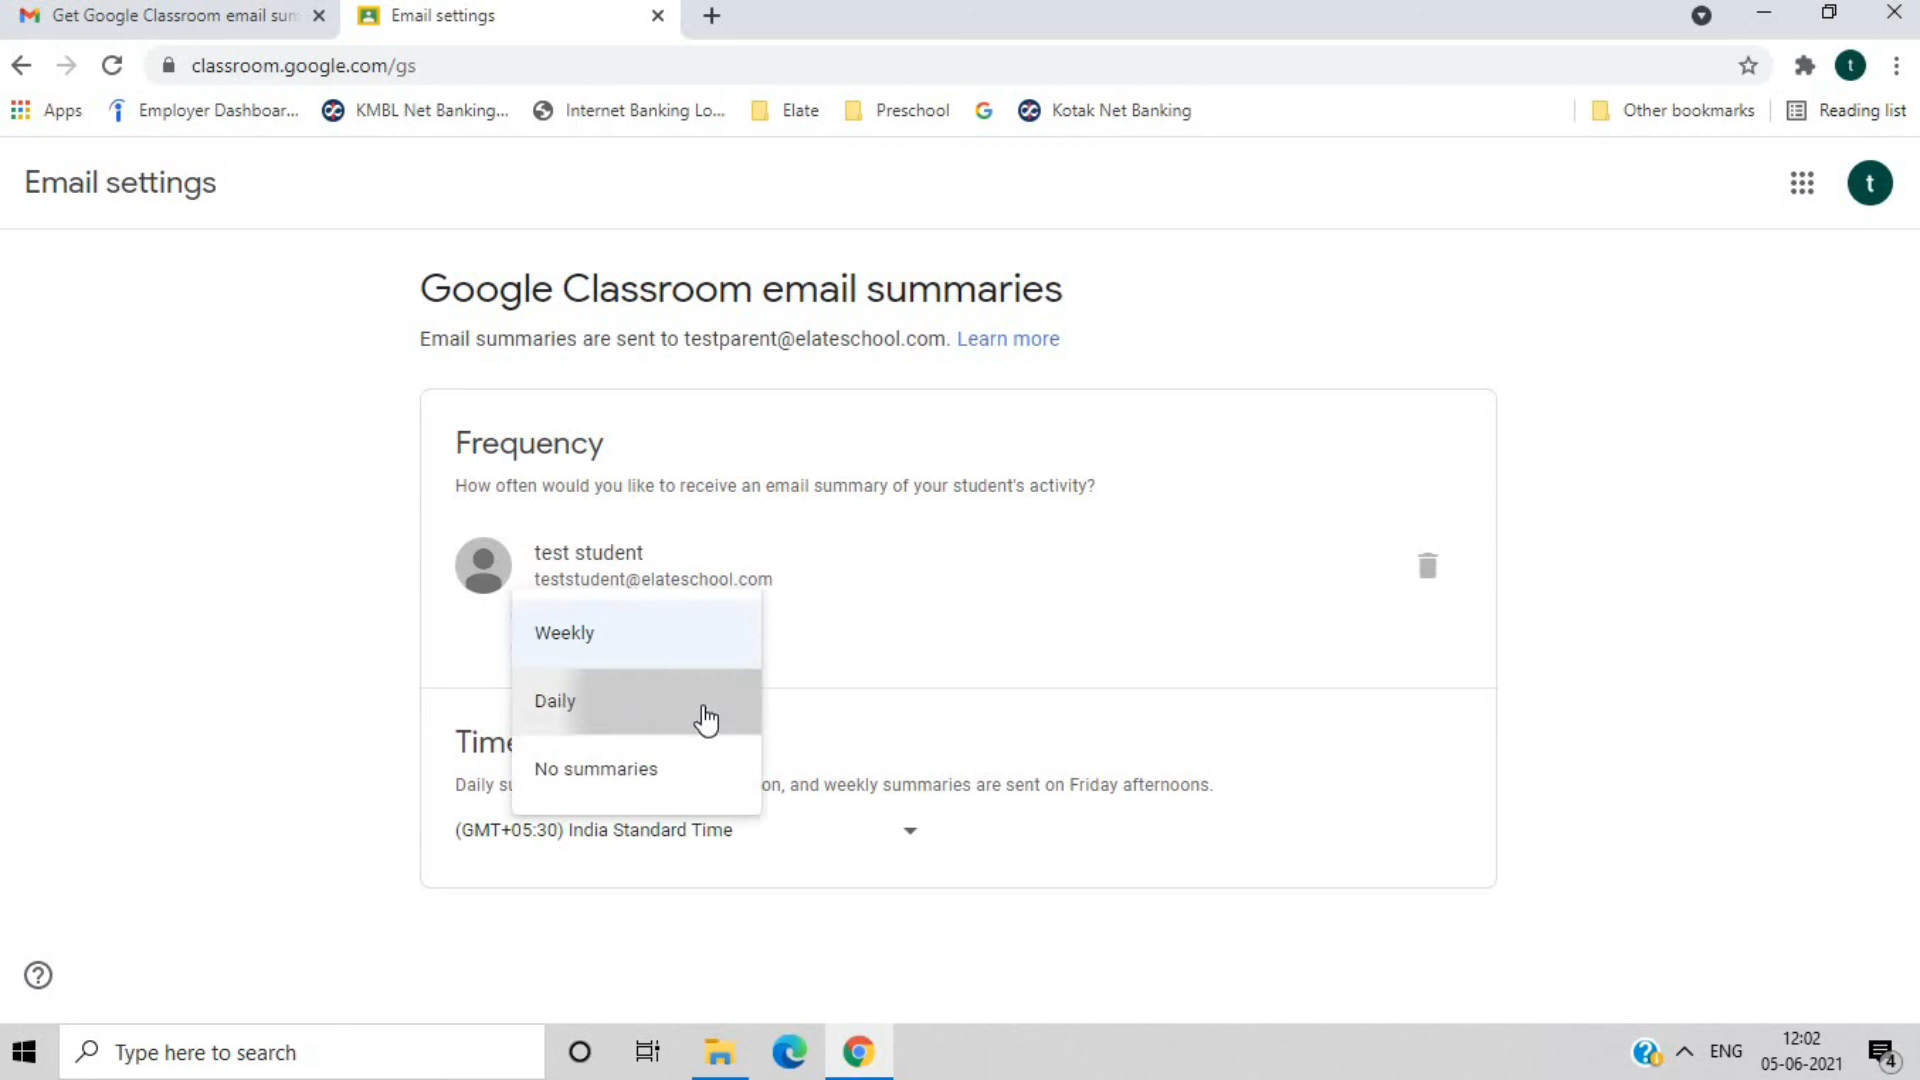 Get Google Classroom email sum
Email settings
classroom.google.com/gs
t
Apps
Employer Dashboar...
KMBL Net Banking...
Internet Banking Lo...
Elate
Preschool
Kotak Net Banking
Other bookmarks
Reading list
Email settings
t
Google Classroom email summaries
Email summaries are sent to testparent@elateschool.com. Learn more
Frequency
How often would you like to receive an email summary of your student's activity?
test student
teststudent@elateschool.com
Weekly
Daily
Time
No summaries
Daily su on, and weekly summaries are sent on Friday afternoons.
(GMT+05:30) India Standard Time
Type here to search
ENG
12:02
05-06-2021
4